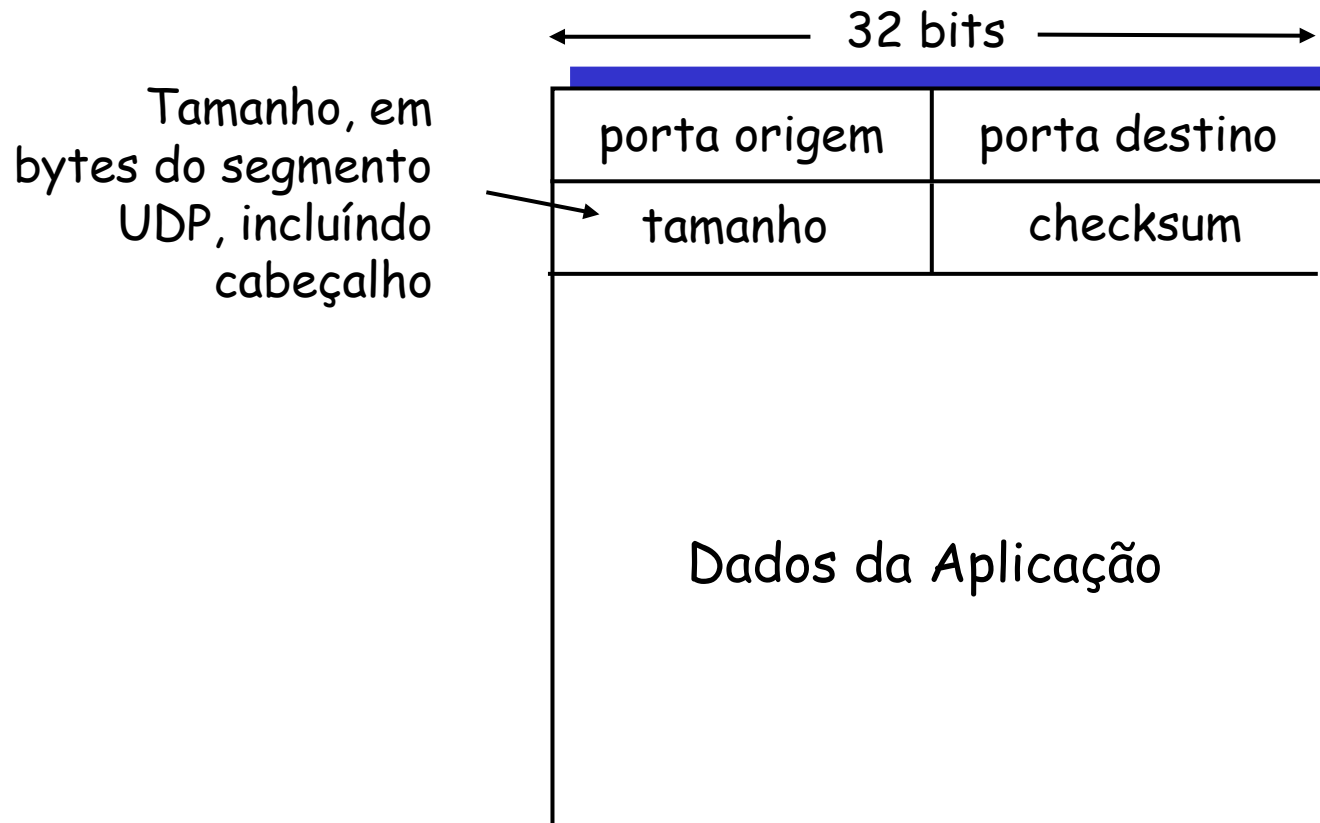 32 bits
Tamanho, em
bytes do segmento
UDP, incluíndo
cabeçalho
porta origem
porta destino
tamanho
checksum
Dados da Aplicação